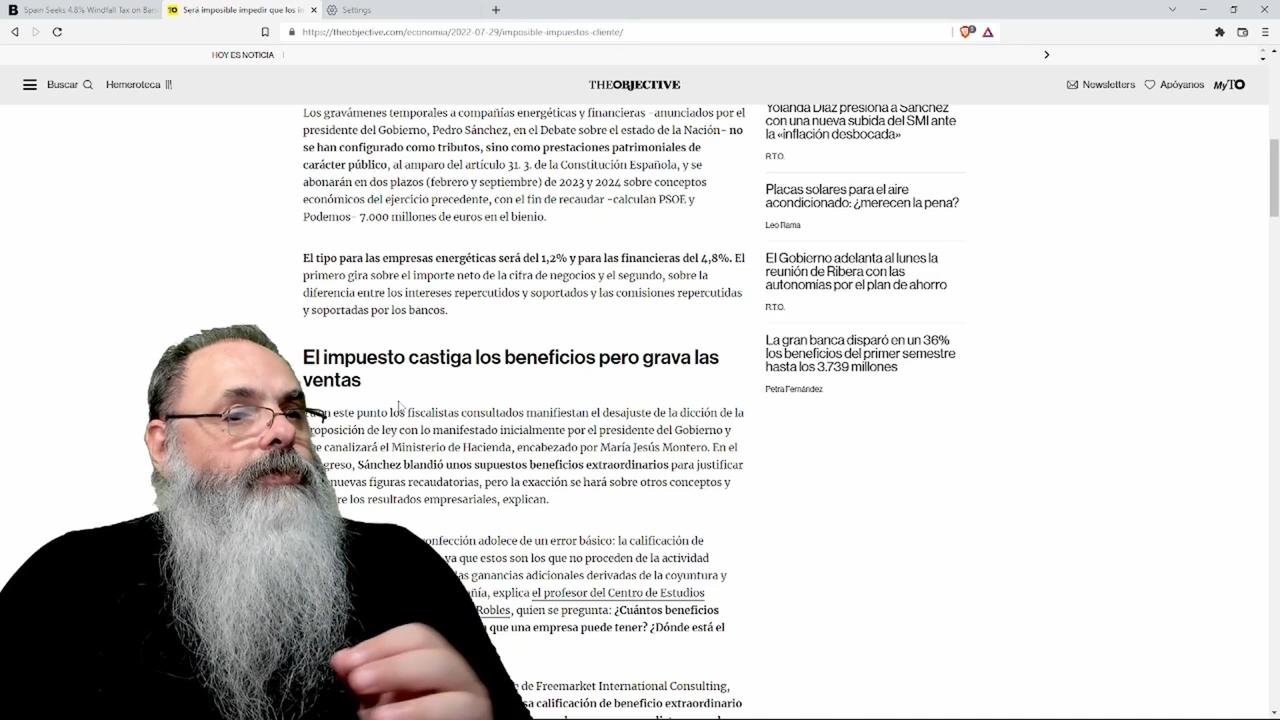 Spain Seeks 4.8% Windfall Tax on Ban
Será imposible impedir que los in
Settings
https://theobjective.com/economia/2022-07-29/imposible-impuestos-cliente/
HOY ES NOTICIA
Buscar
Hemeroteca
THEOBJECTIVE
Newsletters
Apóyanos
MyTO
Los gravámenes temporales a compañías energéticas y financieras -anunciados por el
presidente del Gobierno, Pedro Sánchez, en el Debate sobre el estado de la Nación- no
se han configurado como tributos, sino como prestaciones patrimoniales de
carácter público, al amparo del artículo 31. 3. de la Constitución Española, y se
abonarán en dos plazos (febrero y septiembre) de 2023 y 2024 sobre conceptos
económicos del ejercicio precedente, con el fin de recaudar -calculan PSOE y
Podemos- 7.000 millones de euros en el bienio.
El tipo para las empresas energéticas será del 1,2% y para las financieras del 4,8%. El
primero gira sobre el importe neto de la cifra de negocios y el segundo, sobre la
diferencia entre los intereses repercutidos y soportados y las comisiones repercutidas
y soportadas por los bancos.
El impuesto castiga los beneficios pero grava las
ventas
en este punto los fiscalistas consultados manifiestan el desajuste de la dicción de la
roposición de ley con lo manifestado inicialmente por el presidente del Gobierno y
e canalizará el Ministerio de Hacienda, encabezado por María Jesús Montero. En el
greso, Sánchez blandió unos supuestos beneficios extraordinarios para justificar
nuevas figuras recaudatorias, pero la exacción se hará sobre otros conceptos y
re los resultados empresariales, explican.
confección adolece de un error básico: la calificación de
ya que estos son los que no proceden de la actividad
las ganancias adicionales derivadas de la coyuntura y
ñía, explica el profesor del Centro de Estudios
Robles, quien se pregunta: ¿Cuántos beneficios
que una empresa puede tener? ¿Dónde está el
e de Freemarket International Consulting,
sa calificación de beneficio extraordinario
Yolanda Díaz presiona a Sánchez
con una nueva subida del SMI ante
la «inflación desbocada»
R.T.O.
Placas solares para el aire
acondicionado: ¿merecen la pena?
Leo Rama
El Gobierno adelanta al lunes la
reunión de Ribera con las
autonomías por el plan de ahorro
R.T.O.
La gran banca disparó en un 36%
los beneficios del primer semestre
hasta los 3.739 millones
Petra Fernández